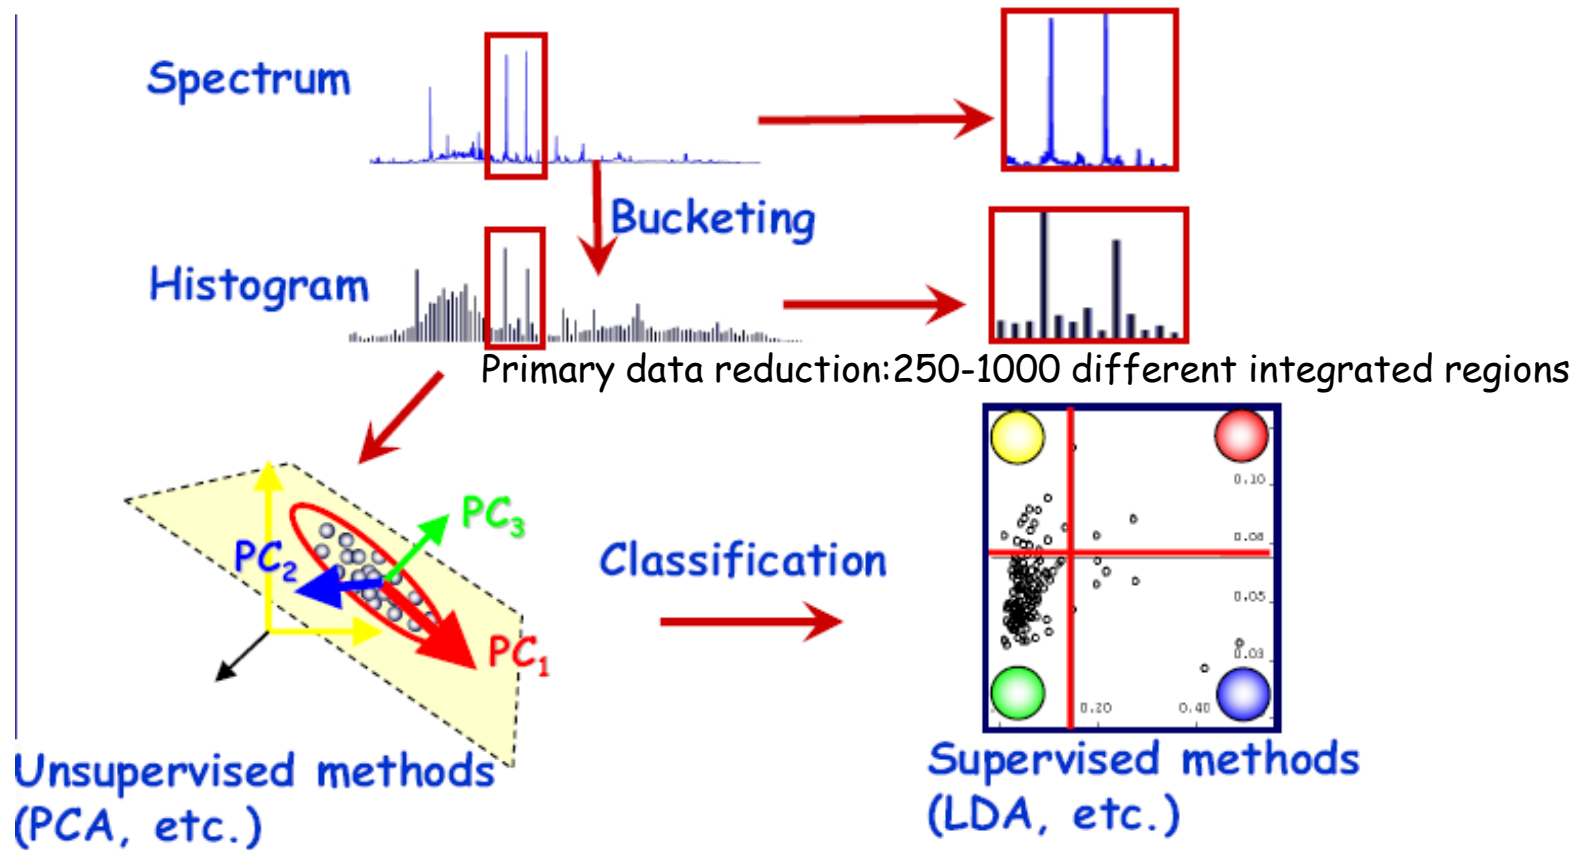 Spectrum
Bucketing
Histogram
Primary data reduction:250-1000 different integrated regions
PC3
PC2
PC1
Classification
0.10
0.08
0.05
0.03
0.20
0.40
Unsupervised methods
(PCA, etc.)
Supervised methods
(LDA, etc.)